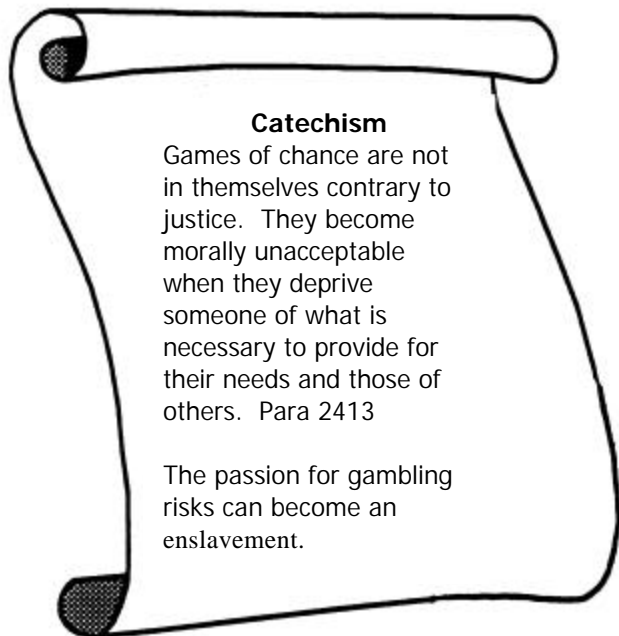 Catechism
Games of chance are not
in themselves contrary to
justice.  They become
morally unacceptable
when they deprive
someone of what is
necessary to provide for
their needs and those of
others.  Para 2413
The passion for gambling
risks can become an
enslavement.